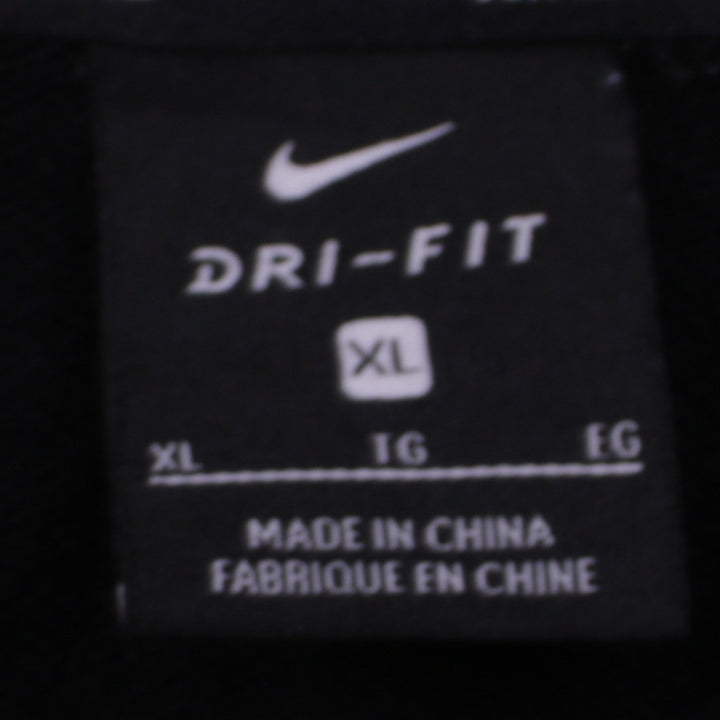 DRI-FIT
XL
XL TG EG
MADE IN CHINA
FABRIQUE EN CHINE